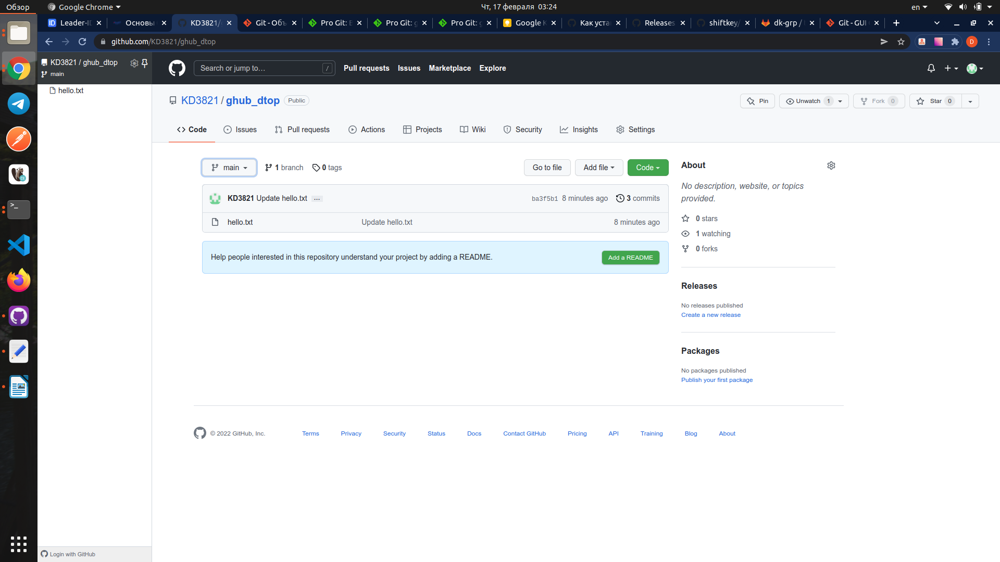 Обзор
Google Chrome
Чт, 17 февраля 03:24
en
Leader-I
Основы
KD3821/
Git - Объ
Pro Git:
Pro Git:
Pro Git:
Google
Как уста
Releases
shiftkey/
dk-grp /
Git - GUI
github.com/KD3821/ghub_dtop
D
KD3821 / ghub_dtop
main
hello.txt
Search or jump to…
/
Pull requests
Issues
Marketplace
Explore
KD3821 / ghub_dtop
Public
Pin
Unwatch 1
Fork 0
Star 0
Code
Issues
Pull requests
Actions
Projects
Wiki
Security
Insights
Settings
main
1 branch
0 tags
Go to file
Add file
Code
KD3821 Update hello.txt …
ba3f5b1 8 minutes ago
3 commits
hello.txt
Update hello.txt
8 minutes ago
Help people interested in this repository understand your project by adding a README.
Add a README
About
No description, website, or topics
provided.
0 stars
1 watching
0 forks
Releases
No releases published
Create a new release
Packages
No packages published
Publish your first package
© 2022 GitHub, Inc.
Terms
Privacy
Security
Status
Docs
Contact GitHub
Pricing
API
Training
Blog
About
Login with GitHub